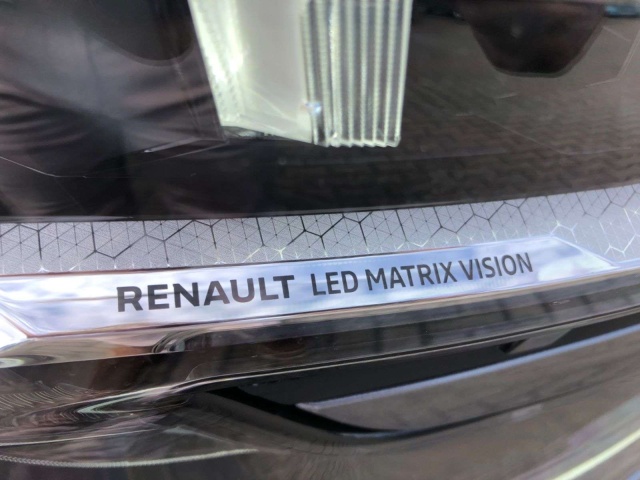 RENAULT LED MATRIX VISION